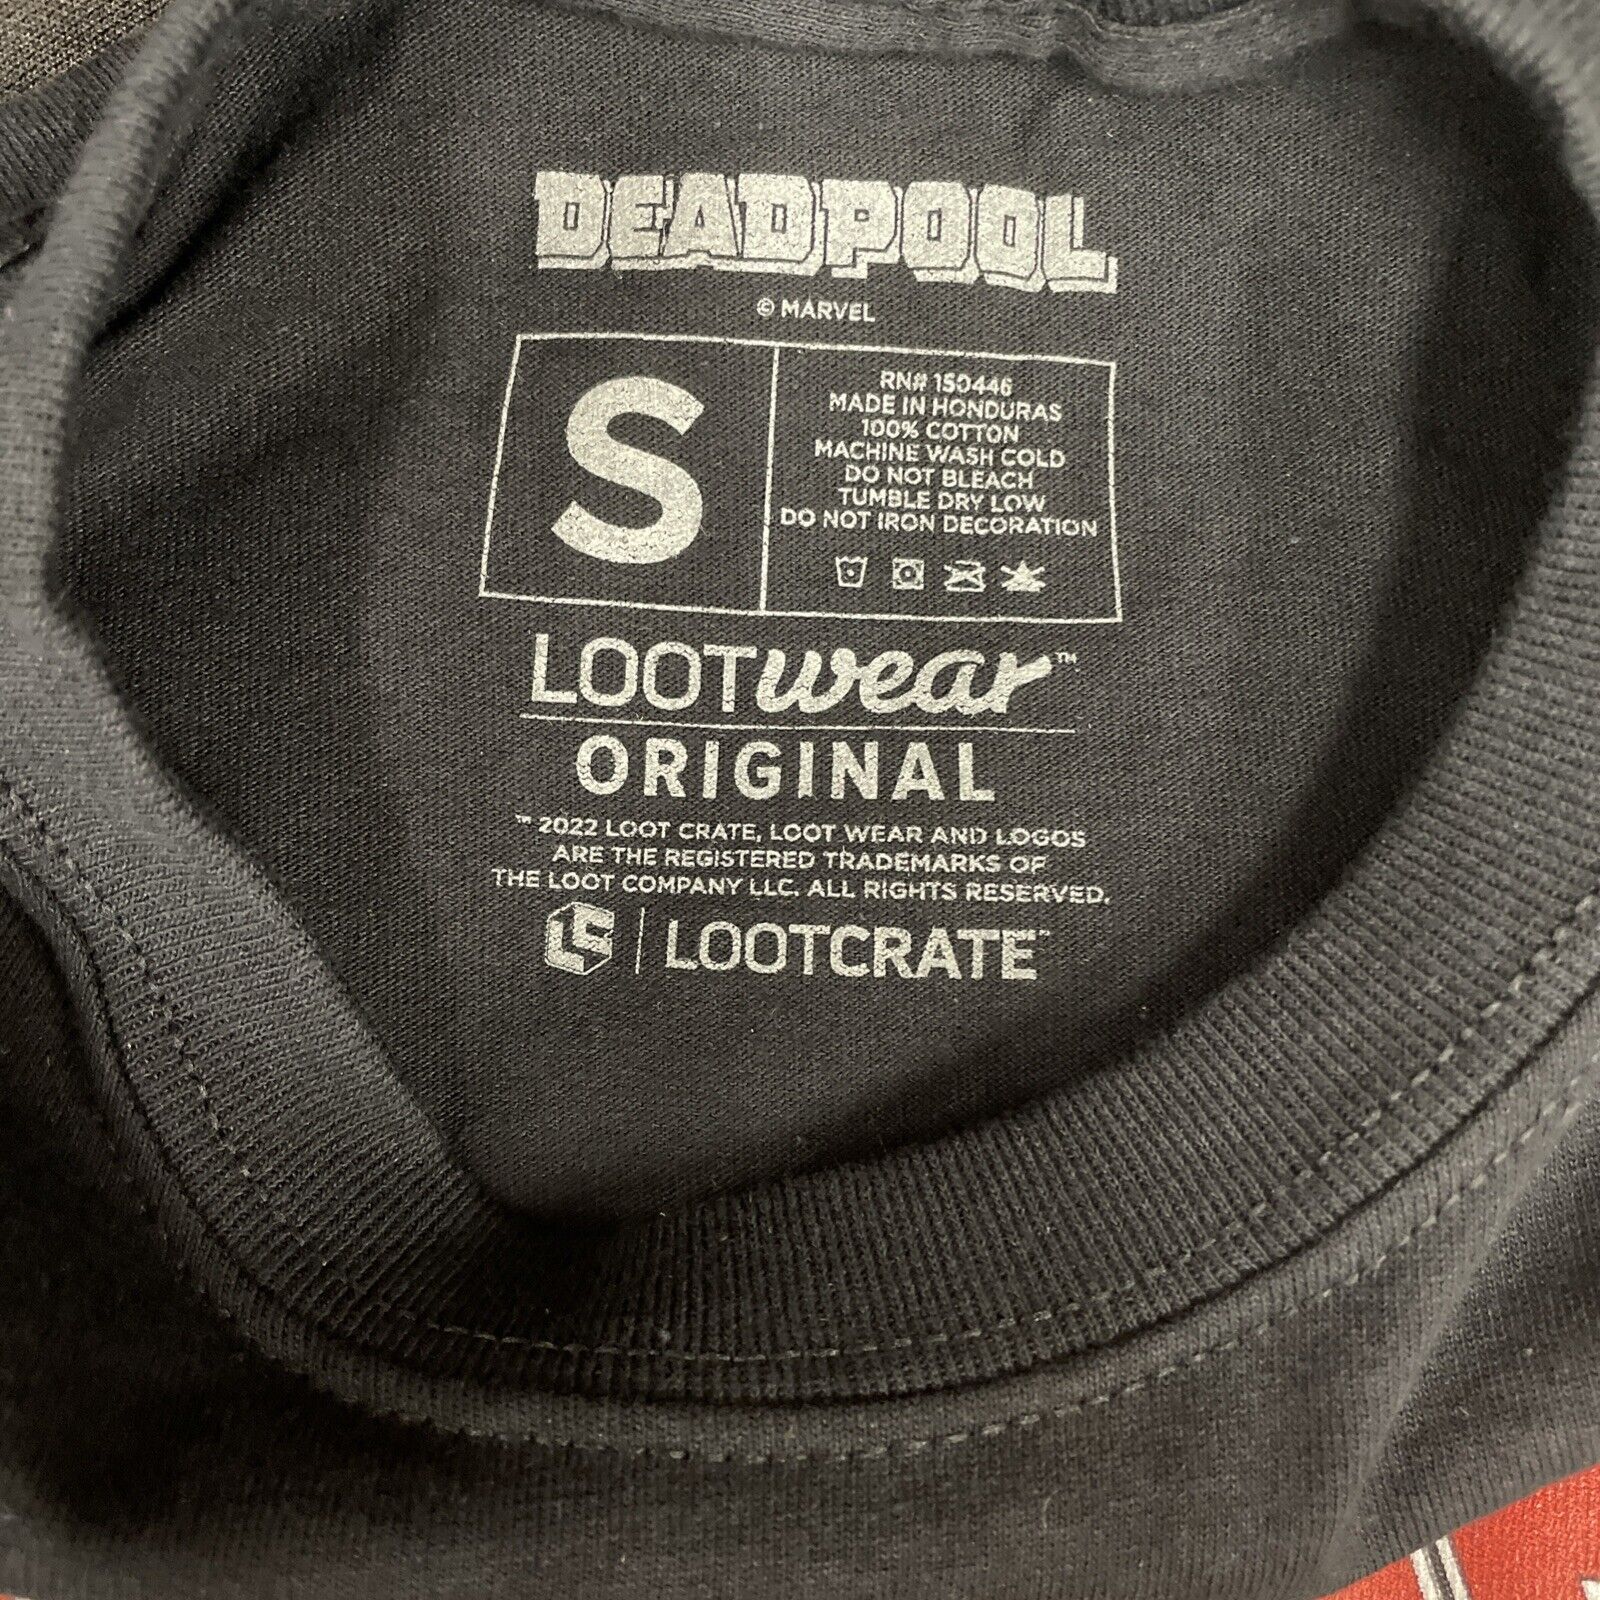 DEADPOOL
© MARVEL
S
RN# 150446
MADE IN HONDURAS
100% COTTON
MACHINE WASH COLD
DO NOT BLEACH
TUMBLE DRY LOW
DO NOT IRON DECORATION
LOOTwear™
ORIGINAL
™ 2022 LOOT CRATE, LOOT WEAR AND LOGOS
ARE THE REGISTERED TRADEMARKS OF
THE LOOT COMPANY LLC. ALL RIGHTS RESERVED.
LC | LOOTCRATE™